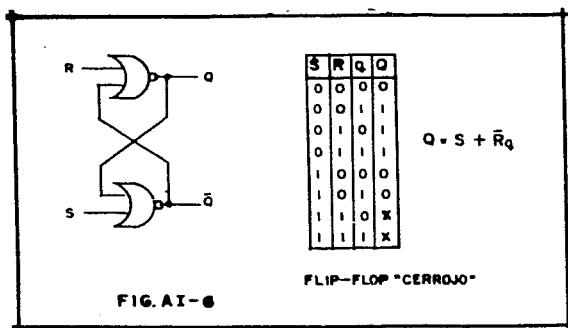 R
Q
S
Q̄
S R q Q
0 0 0 0
0 0 1 1
0 1 0 1
0 1 1 1
1 0 0 0
1 0 1 0
1 1 0 X
1 1 1 X
Q = S + R̄q
FLIP-FLOP "CERROJO"
FIG. AI-6